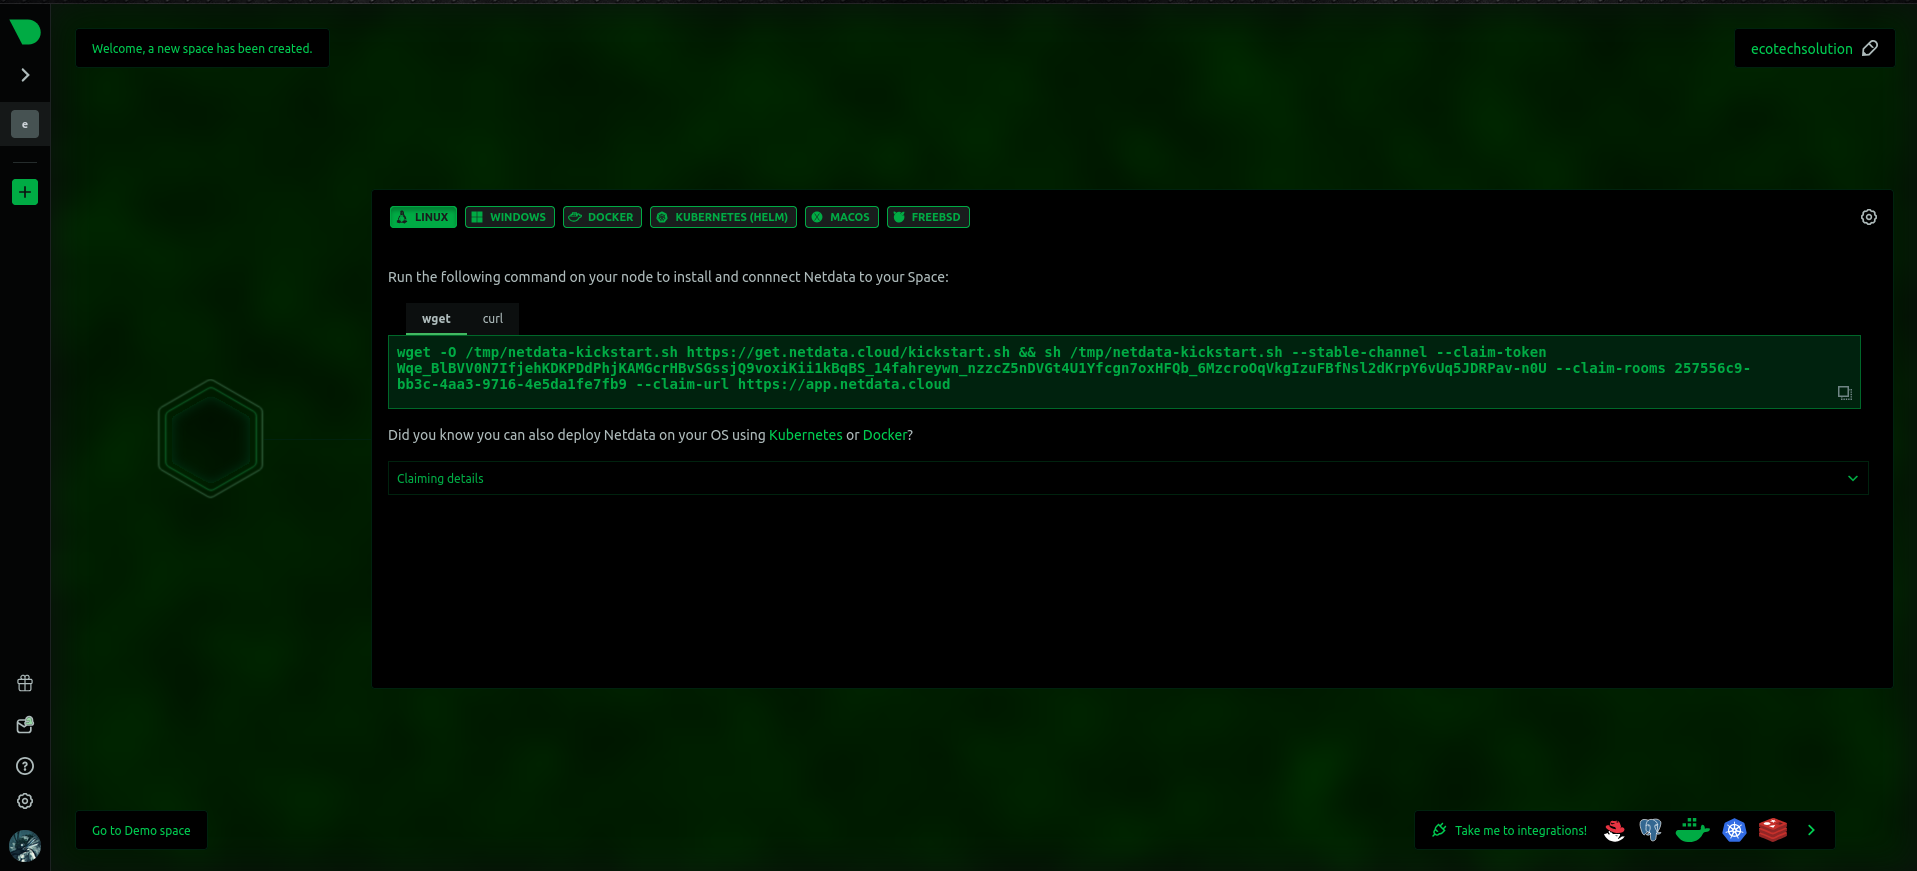 Welcome, a new space has been created.
ecotechsolution
e
LINUX WINDOWS DOCKER KUBERNETES (HELM) MACOS FREEBSD
Run the following command on your node to install and connnect Netdata to your Space:
wget curl
wget -O /tmp/netdata-kickstart.sh https://get.netdata.cloud/kickstart.sh && sh /tmp/netdata-kickstart.sh --stable-channel --claim-token
Wqe_BlBVV0N7IfjehKDKPDdPhjKAMGcrHBvSGssjQ9voxiKii1kBqBS_14fahreywn_nzzcZ5nDVGt4U1Yfcgn7oxHFQb_6MzcroOqVkgIzuFBfNsl2dKrpY6vUq5JDRPav-n0U --claim-rooms 257556c9-
bb3c-4aa3-9716-4e5da1fe7fb9 --claim-url https://app.netdata.cloud
Did you know you can also deploy Netdata on your OS using Kubernetes or Docker?
Claiming details
Go to Demo space
Take me to integrations!